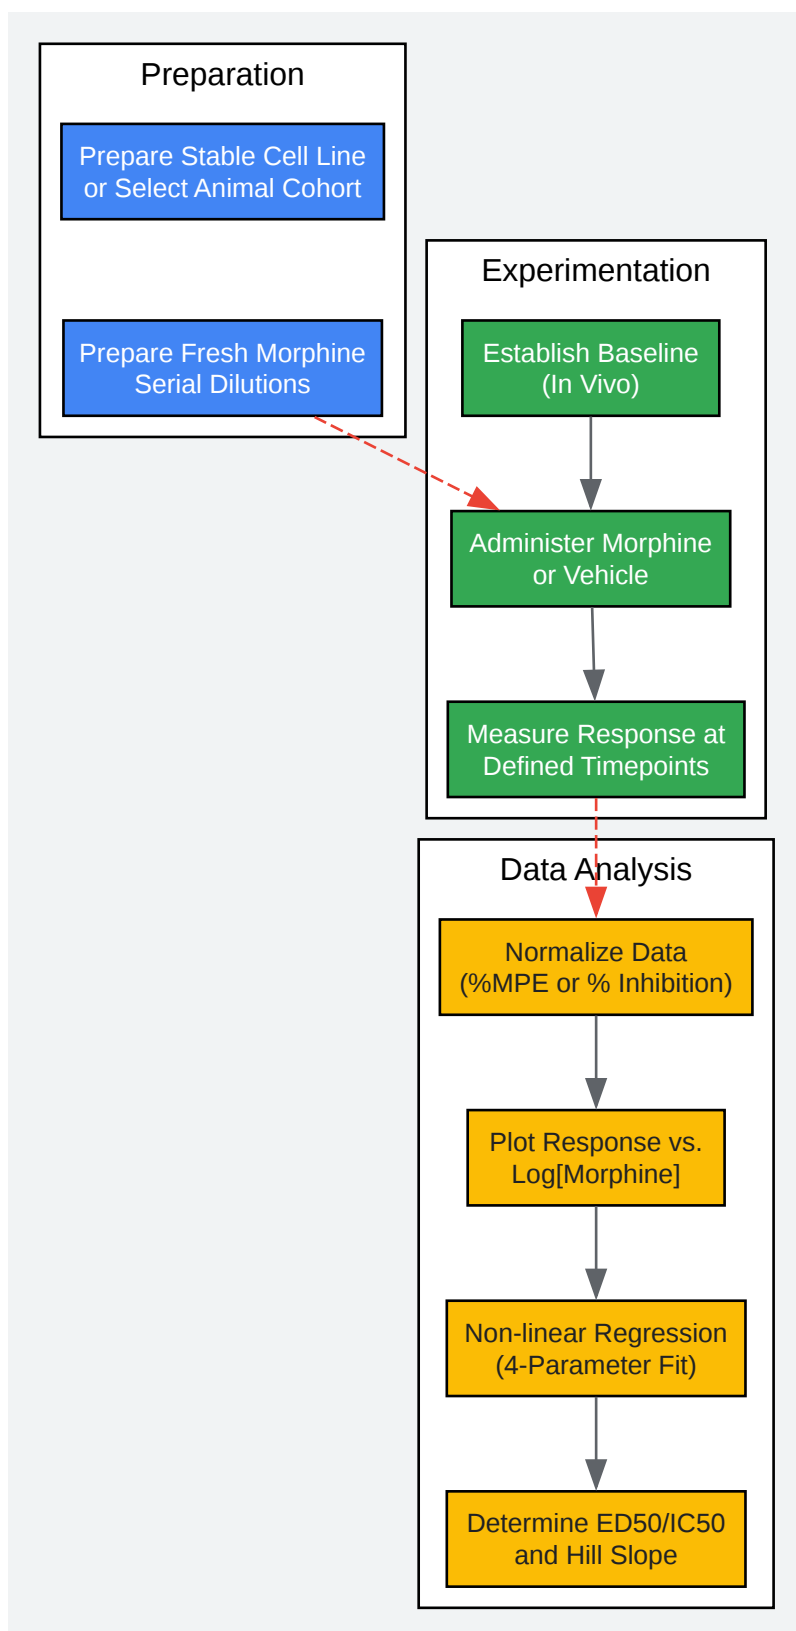 Preparation
Prepare Stable Cell Line
or Select Animal Cohort
Prepare Fresh Morphine
Serial Dilutions
Experimentation
Establish Baseline
(In Vivo)
Administer Morphine
or Vehicle
Measure Response at
Defined Timepoints
Data Analysis
Normalize Data
(%MPE or % Inhibition)
Plot Response vs.
Log[Morphine]
Non-linear Regression
(4-Parameter Fit)
Determine ED50/IC50
and Hill Slope